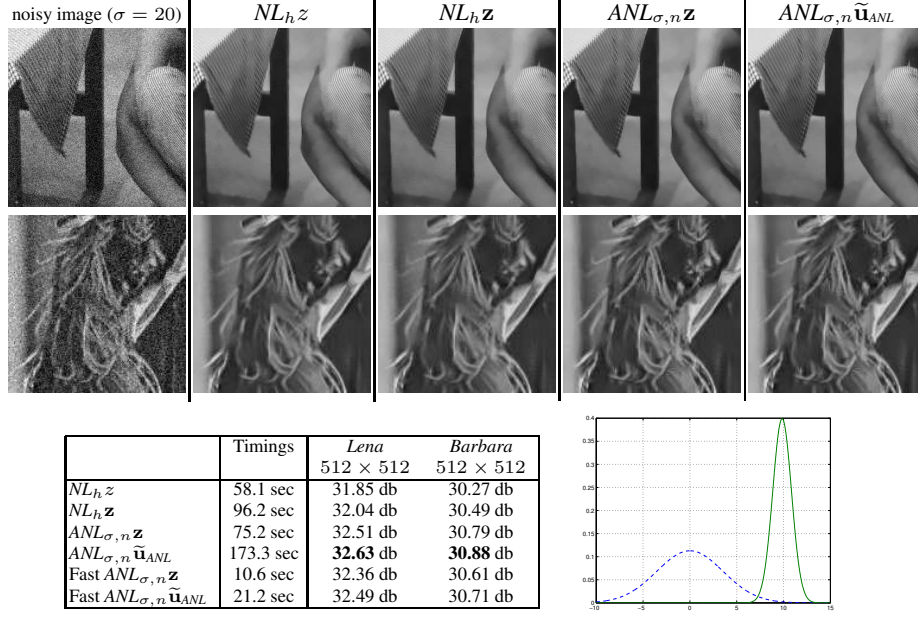 noisy image (σ = 20) NL_h z NL_h 𝐳 ANL_{σ,n} 𝐳 ANL_{σ,n} 𝐮̃_{ANL}
Timings Lena Barbara
512 × 512 512 × 512
NL_h z 58.1 sec 31.85 db 30.27 db
NL_h 𝐳 96.2 sec 32.04 db 30.49 db
ANL_{σ,n} 𝐳 75.2 sec 32.51 db 30.79 db
ANL_{σ,n} 𝐮̃_{ANL} 173.3 sec 32.63 db 30.88 db
Fast ANL_{σ,n} 𝐳 10.6 sec 32.36 db 30.61 db
Fast ANL_{σ,n} 𝐮̃_{ANL} 21.2 sec 32.49 db 30.71 db
0.4
0.35
0.3
0.25
0.2
0.15
0.1
0.05
0
-10 -5 0 5 10 15